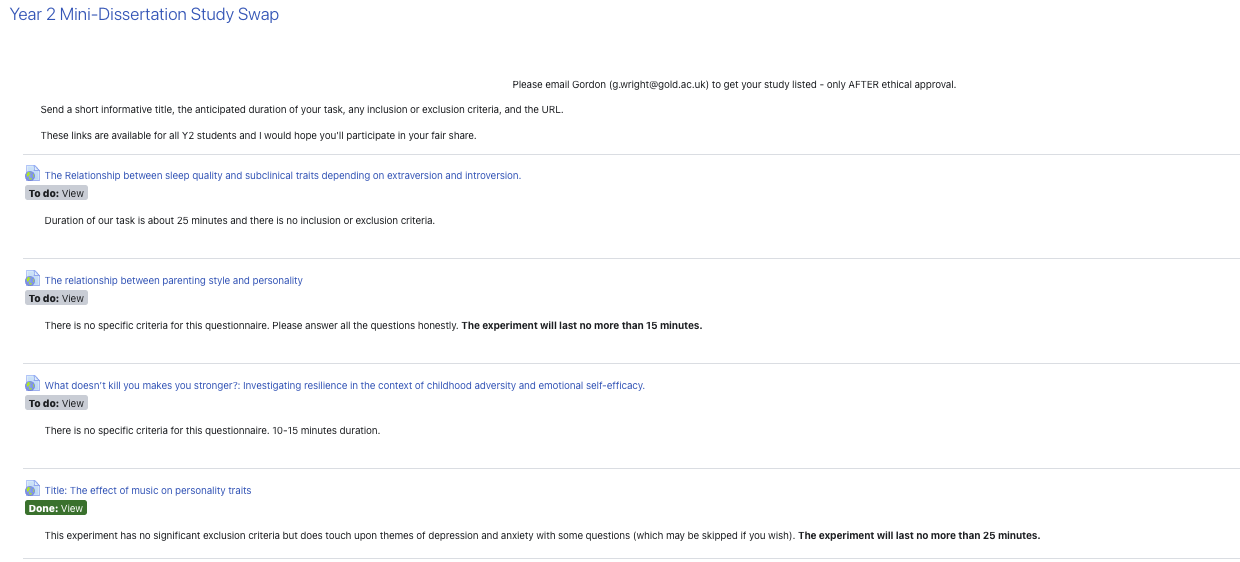 Year 2 Mini-Dissertation Study Swap
Please email Gordon (g.wright@gold.ac.uk) to get your study listed - only AFTER ethical approval.
Send a short informative title, the anticipated duration of your task, any inclusion or exclusion criteria, and the URL.
These links are available for all Y2 students and I would hope you'll participate in your fair share.
The Relationship between sleep quality and subclinical traits depending on extraversion and introversion.
To do: View
Duration of our task is about 25 minutes and there is no inclusion or exclusion criteria.
The relationship between parenting style and personality
To do: View
There is no specific criteria for this questionnaire. Please answer all the questions honestly. The experiment will last no more than 15 minutes.
What doesn't kill you makes you stronger?: Investigating resilience in the context of childhood adversity and emotional self-efficacy.
To do: View
There is no specific criteria for this questionnaire. 10-15 minutes duration.
Title: The effect of music on personality traits
Done: View
This experiment has no significant exclusion criteria but does touch upon themes of depression and anxiety with some questions (which may be skipped if you wish). The experiment will last no more than 25 minutes.